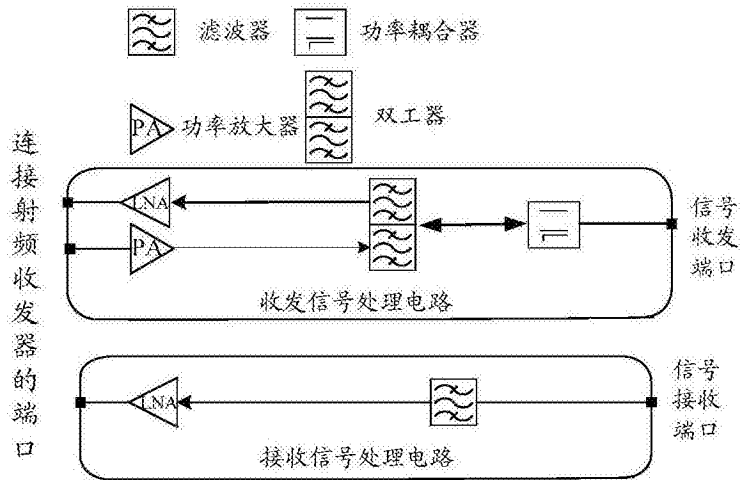 滤波器
功率耦合器
PA
功率放大器
双工器
连接射频收发器的端口
LNA
PA
收发信号处理电路
信号
收发
端口
LNA
接收信号处理电路
信号
接收
端口